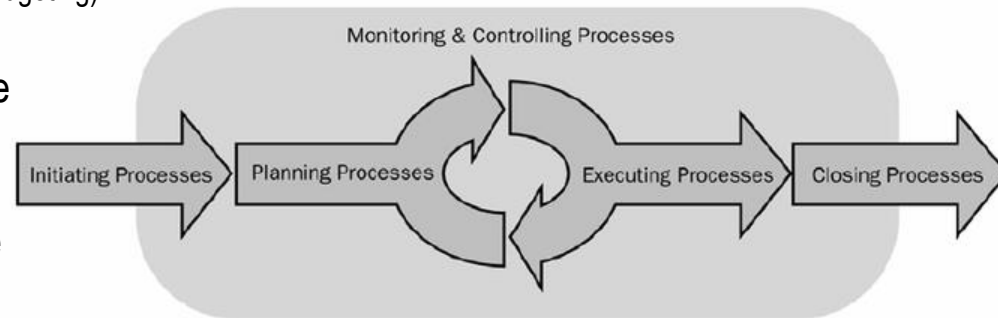 Monitoring & Controlling Processes
e
Initiating Processes
Planning Processes
Executing Processes
Closing Processes